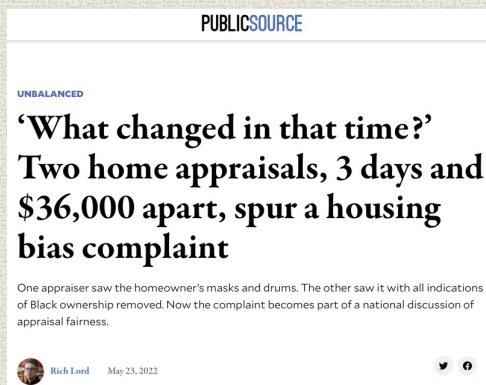 PUBLICSOURCE
UNBALANCED
‘What changed in that time?’
Two home appraisals, 3 days and
$36,000 apart, spur a housing
bias complaint
One appraiser saw the homeowner’s masks and drums. The other saw it with all indications
of Black ownership removed. Now the complaint becomes part of a national discussion of
appraisal fairness.
Rich Lord May 23, 2022